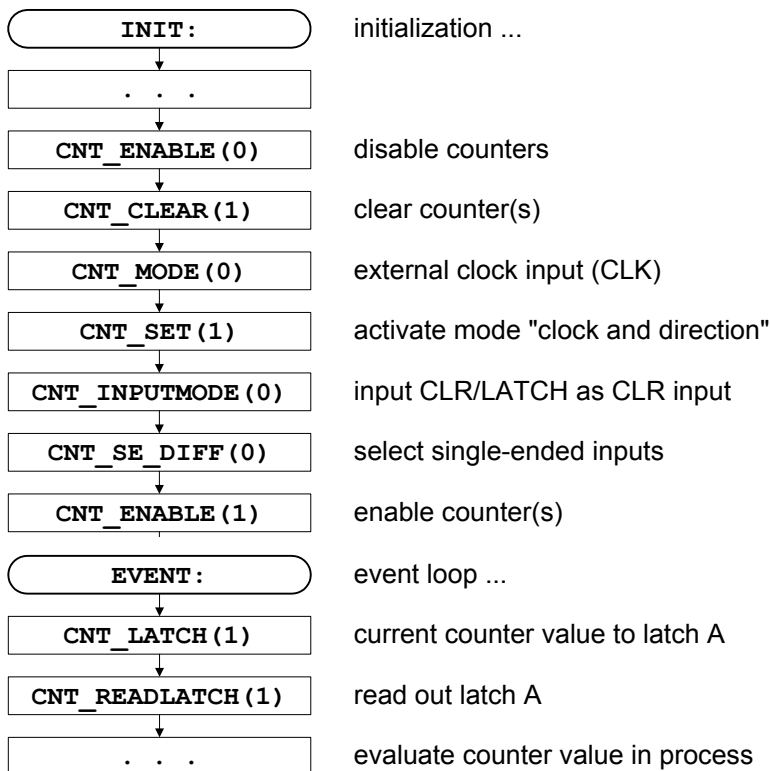 INIT: initialization ...
. . .
CNT_ENABLE(0) disable counters
CNT_CLEAR(1) clear counter(s)
CNT_MODE(0) external clock input (CLK)
CNT_SET(1) activate mode "clock and direction"
CNT_INPUTMODE(0) input CLR/LATCH as CLR input
CNT_SE_DIFF(0) select single-ended inputs
CNT_ENABLE(1) enable counter(s)
EVENT: event loop ...
CNT_LATCH(1) current counter value to latch A
CNT_READLATCH(1) read out latch A
. . . evaluate counter value in process